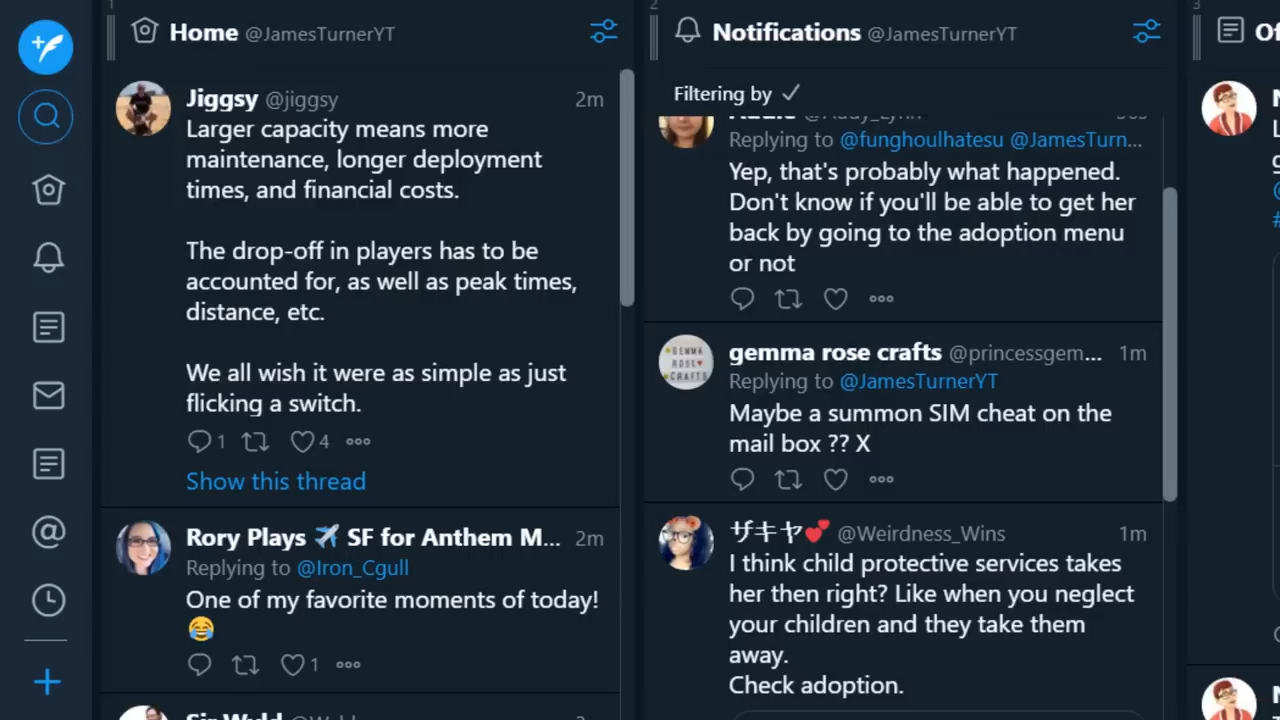 1
Home @JamesTurnerYT
Jiggsy @jiggsy 2m
Larger capacity means more
maintenance, longer deployment
times, and financial costs.
The drop-off in players has to be
accounted for, as well as peak times,
distance, etc.
We all wish it were as simple as just
flicking a switch.
1 4
Show this thread
Rory Plays ✈️ SF for Anthem M... 2m
Replying to @Iron_Cgull
One of my favorite moments of today!
😂
1
2
Notifications @JamesTurnerYT
Filtering by ✓
Replying to @funghoulhatesu @JamesTurn...
Yep, that's probably what happened.
Don't know if you'll be able to get her
back by going to the adoption menu
or not
GEMMA
ROSE
CRAFTS
gemma rose crafts @princessgem... 1m
Replying to @JamesTurnerYT
Maybe a summon SIM cheat on the
mail box ?? X
ザキヤ💕 @Weirdness_Wins 1m
I think child protective services takes
her then right? Like when you neglect
your children and they take them
away.
Check adoption.
3